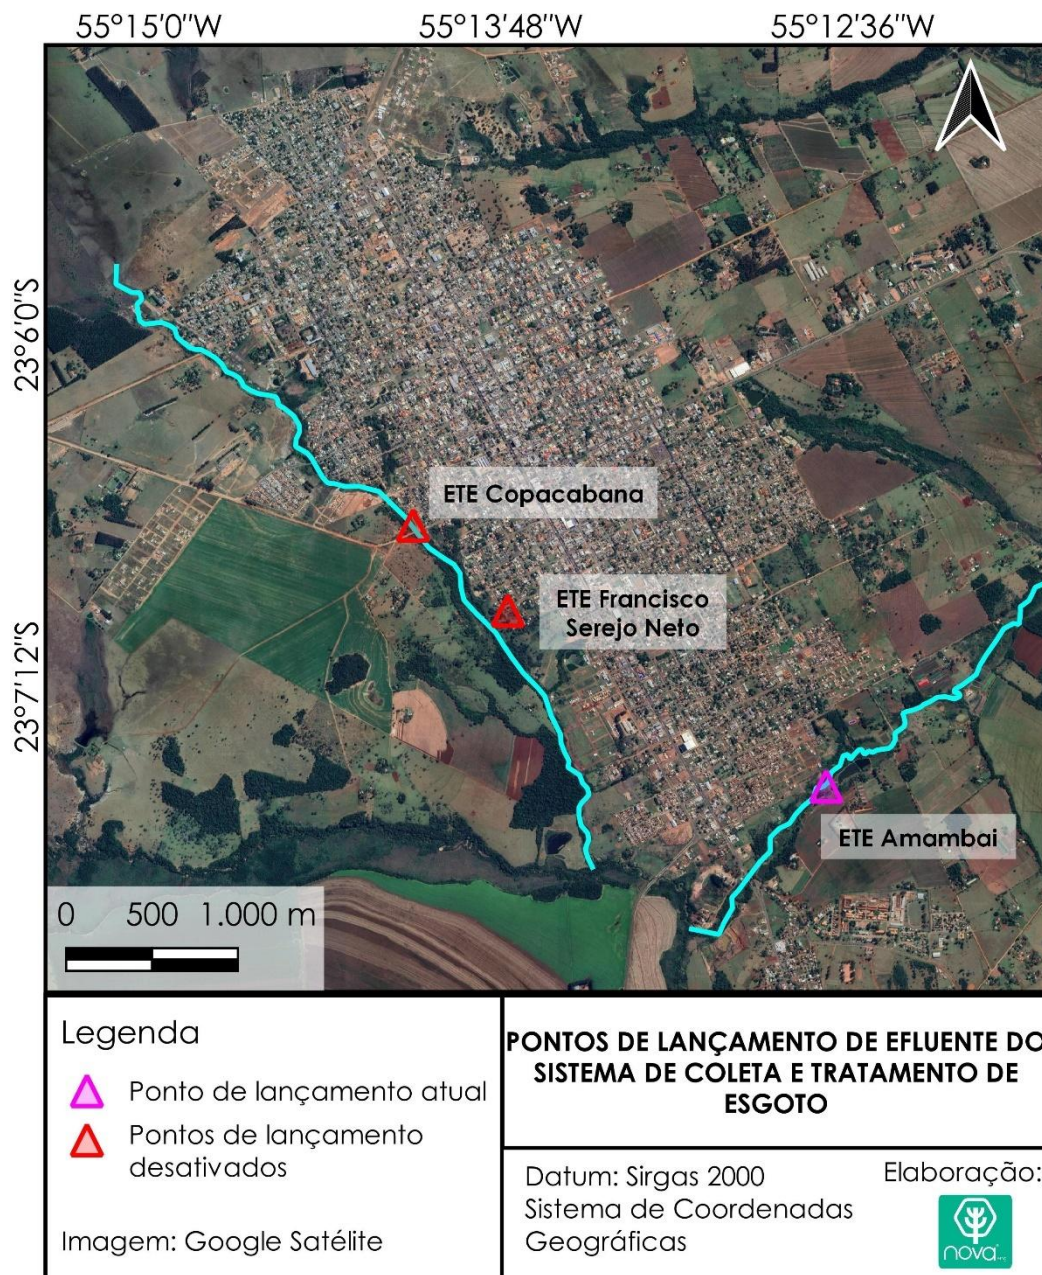 55°15'0"W
55°13'48"W
55°12'36"W
23°6'0"S
23°7'12"S
ETE Copacabana
ETE Francisco
Serejo Neto
ETE Amambai
0 500 1.000 m
Legenda
Ponto de lançamento atual
Pontos de lançamento
desativados
Imagem: Google Satélite
PONTOS DE LANÇAMENTO DE EFLUENTE DO
SISTEMA DE COLETA E TRATAMENTO DE
ESGOTO
Datum: Sirgas 2000
Sistema de Coordenadas
Geográficas
Elaboração:
nova